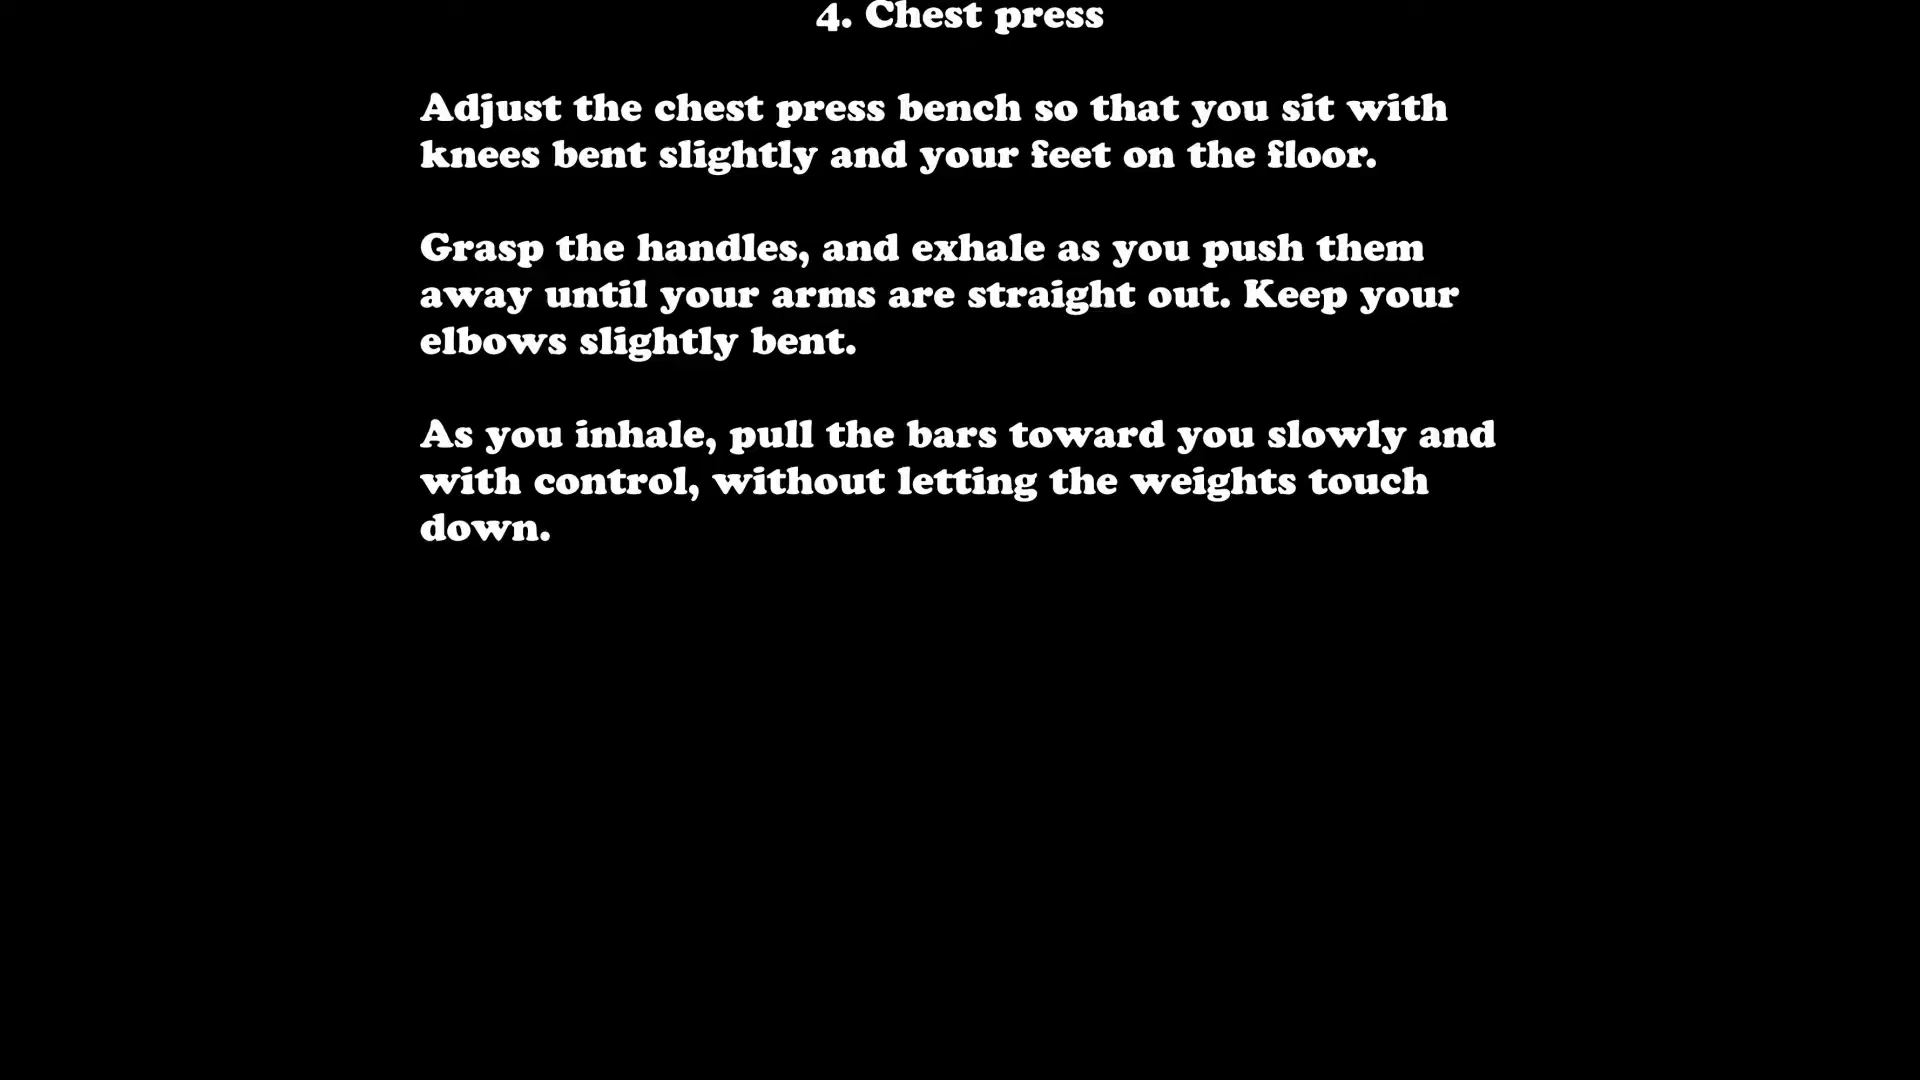 4. Chest press
Adjust the chest press bench so that you sit with
knees bent slightly and your feet on the floor.
Grasp the handles, and exhale as you push them
away until your arms are straight out. Keep your
elbows slightly bent.
As you inhale, pull the bars toward you slowly and
with control, without letting the weights touch
down.